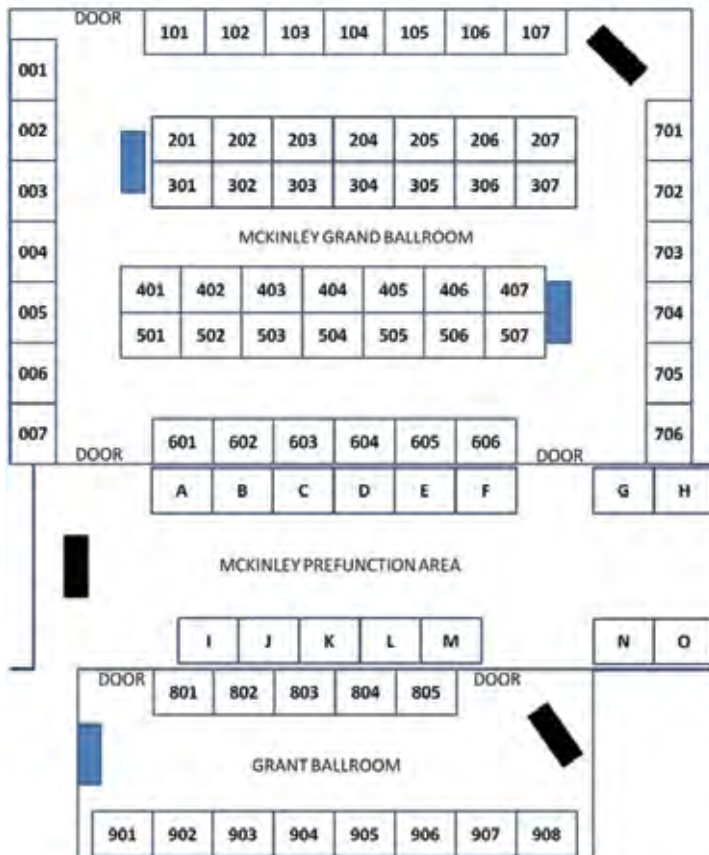 DOOR
101 102 103 104 105 106 107
001
002
201 202 203 204 205 206 207
701
003
301 302 303 304 305 306 307
702
MCKINLEY GRAND BALLROOM
004
703
401 402 403 404 405 406 407
005
704
501 502 503 504 505 506 507
006
705
007
601 602 603 604 605 606
706
DOOR
DOOR
A B C D E F G H
MCKINLEY PREFUNCTION AREA
I J K L M N O
DOOR
DOOR
801 802 803 804 805
GRANT BALLROOM
901 902 903 904 905 906 907 908